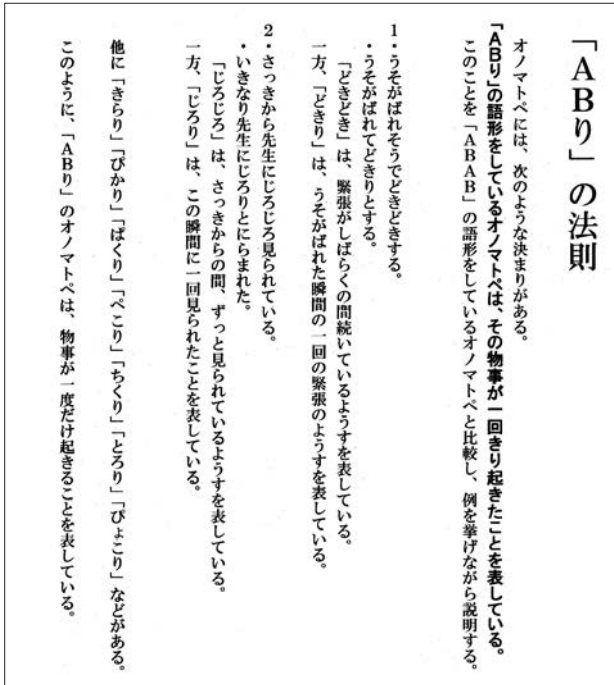 「ABり」の法則
オノマトペには、次のような決まりがある。
「ABり」の語形をしているオノマトペは、その物事が一回きり起きたことを表している。
このことを「ABAB」の語形をしているオノマトペと比較し、例を挙げながら説明する。
1・うそがばれそうでどきどきする。
・うそがばれてどきりとする。
「どきどき」は、緊張がしばらくの間続いているようすを表している。
一方、「どきり」は、うそがばれた瞬間の一回の緊張のようすを表している。
2・さっきから先生にじろじろ見られている。
・いきなり先生にじろりとにらまれた。
「じろじろ」は、さっきからの間、ずっと見られているようすを表している。
一方、「じろり」は、この瞬間に一回見られたことを表している。
他に「きらり」「ぴかり」「ぱくり」「ぺこり」「ちくり」「とろり」「ぴょこり」などがある。
このように、「ABり」のオノマトペは、物事が一度だけ起きることを表している。